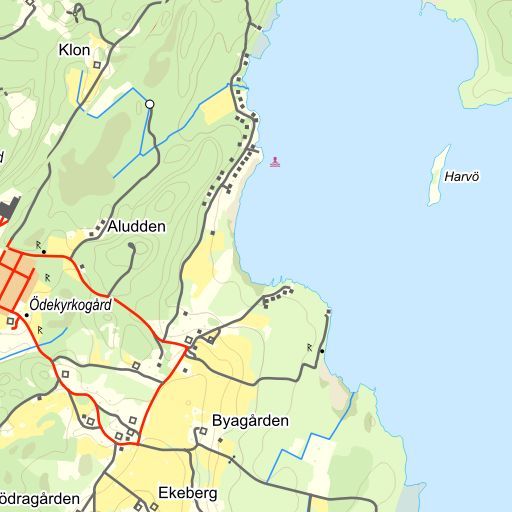 Klon
Harvö
d
Aludden
Ödekyrkogård
Byagården
Ekeberg
ödragården